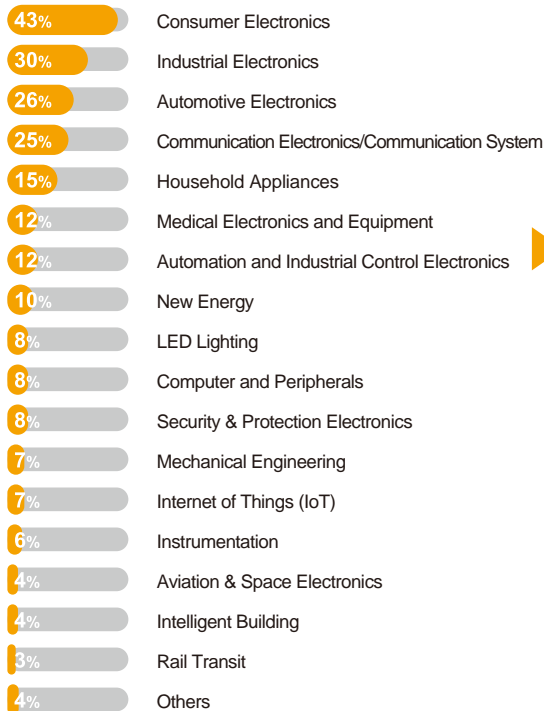 43% Consumer Electronics
30% Industrial Electronics
26% Automotive Electronics
25% Communication Electronics/Communication System
15% Household Appliances
12% Medical Electronics and Equipment
12% Automation and Industrial Control Electronics
10% New Energy
8% LED Lighting
8% Computer and Peripherals
8% Security & Protection Electronics
7% Mechanical Engineering
7% Internet of Things (IoT)
6% Instrumentation
4% Aviation & Space Electronics
4% Intelligent Building
3% Rail Transit
4% Others